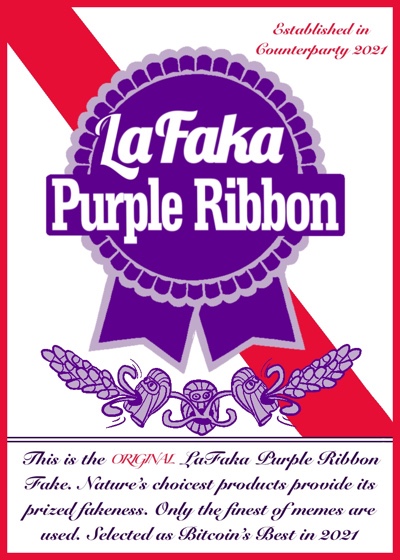 Established in
Counterparty 2021
LaFaka
Purple Ribbon
This is the ORIGINAL LaFaka Purple Ribbon
Fake. Nature's choicest products provide its
prized fakeness. Only the finest of memes are
used. Selected as Bitcoin's Best in 2021